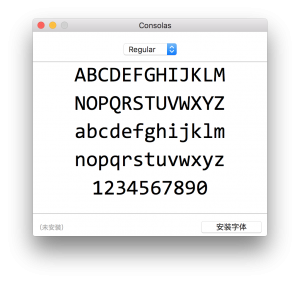 Consolas
Regular
ABCDEFGHIJKLM
NOPQRSTUVWXYZ
abcdefghijklm
nopqrstuvwxyz
1234567890
(未安装)
安装字体